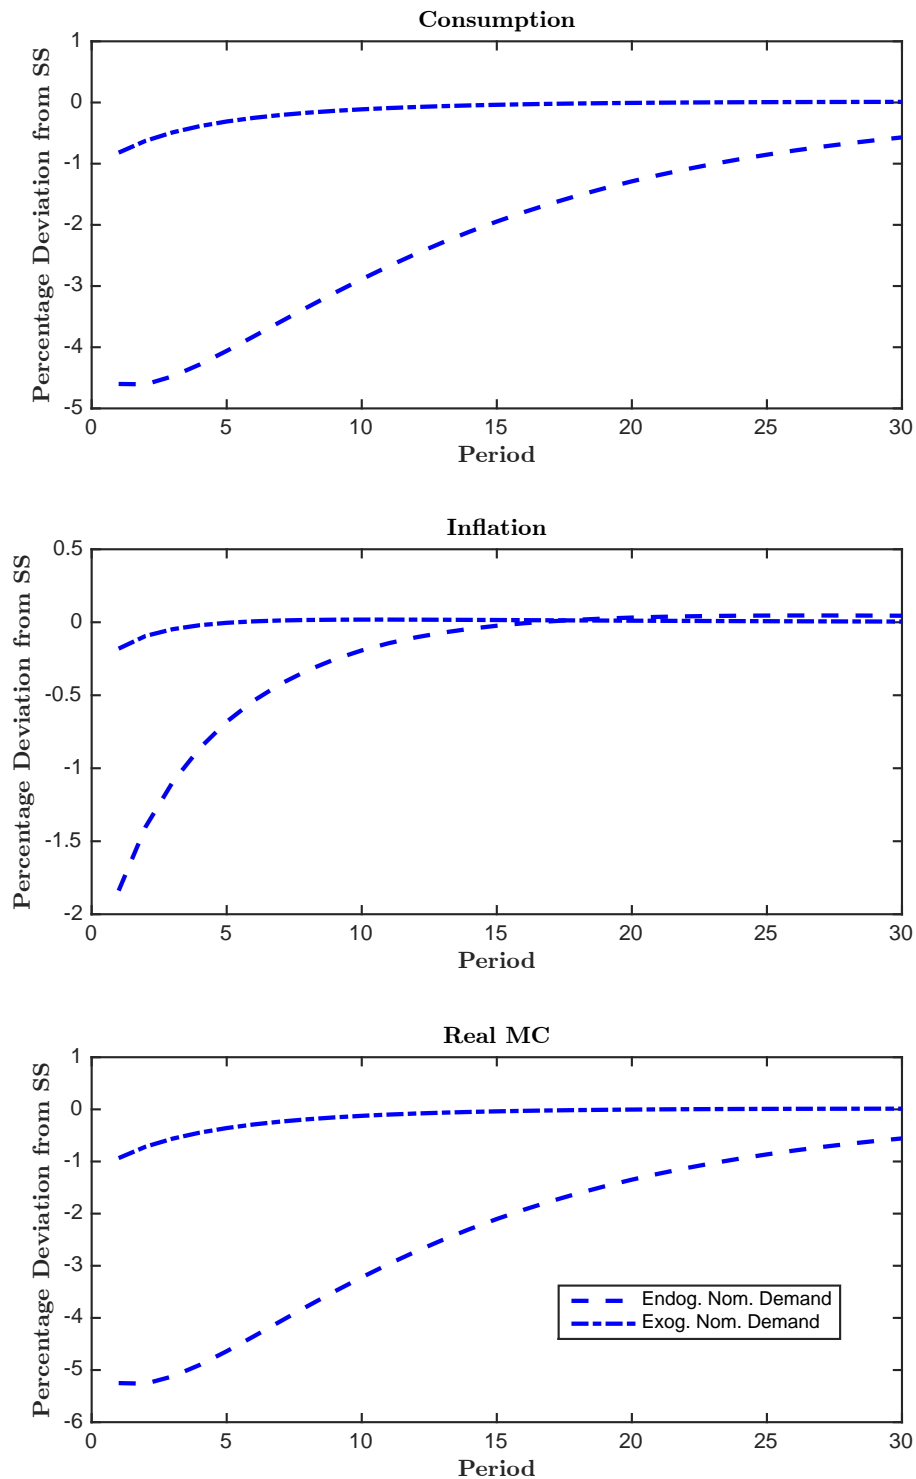 Consumption
Percentage Deviation from SS
1
0
-1
-2
-3
-4
-5
0 5 10 15 20 25 30
Period
Inflation
Percentage Deviation from SS
0.5
0
-0.5
-1
-1.5
-2
0 5 10 15 20 25 30
Period
Real MC
Percentage Deviation from SS
1
0
-1
-2
-3
-4
-5
-6
Endog. Nom. Demand
Exog. Nom. Demand
0 5 10 15 20 25 30
Period